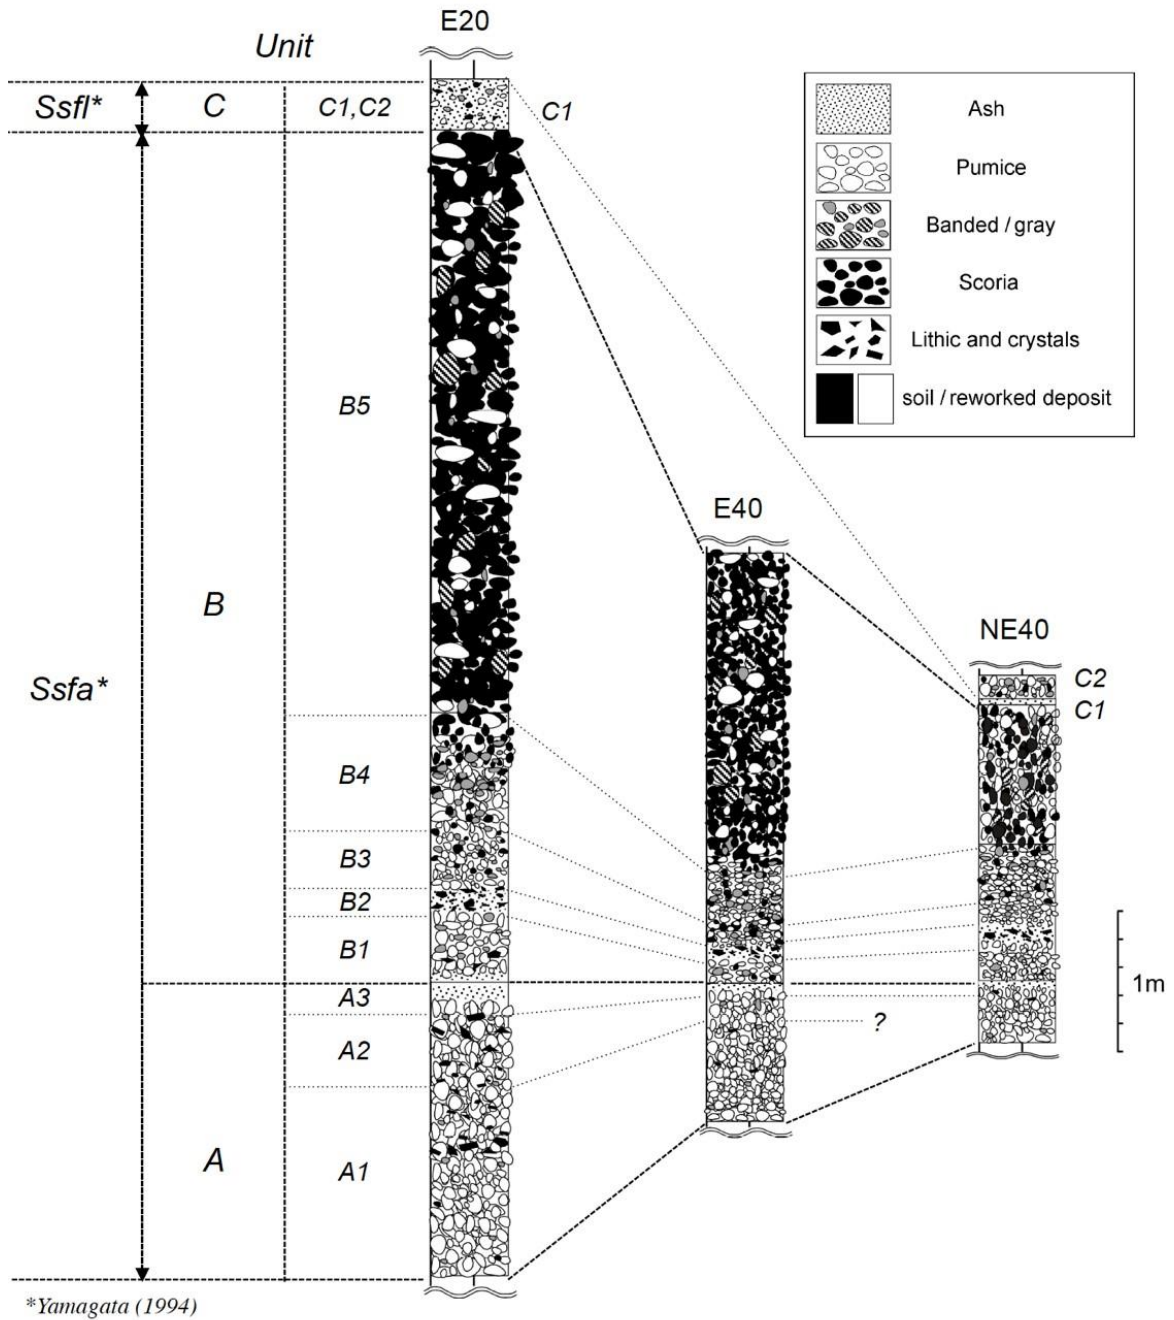 E20
Unit
Ssfl*
C
C1,C2
C1
Ash
Pumice
Banded / gray
Scoria
Lithic and crystals
soil / reworked deposit
B5
E40
B
NE40
Ssfa*
C2
C1
B4
B3
B2
B1
1m
A3
?
A2
A
A1
*Yamagata (1994)